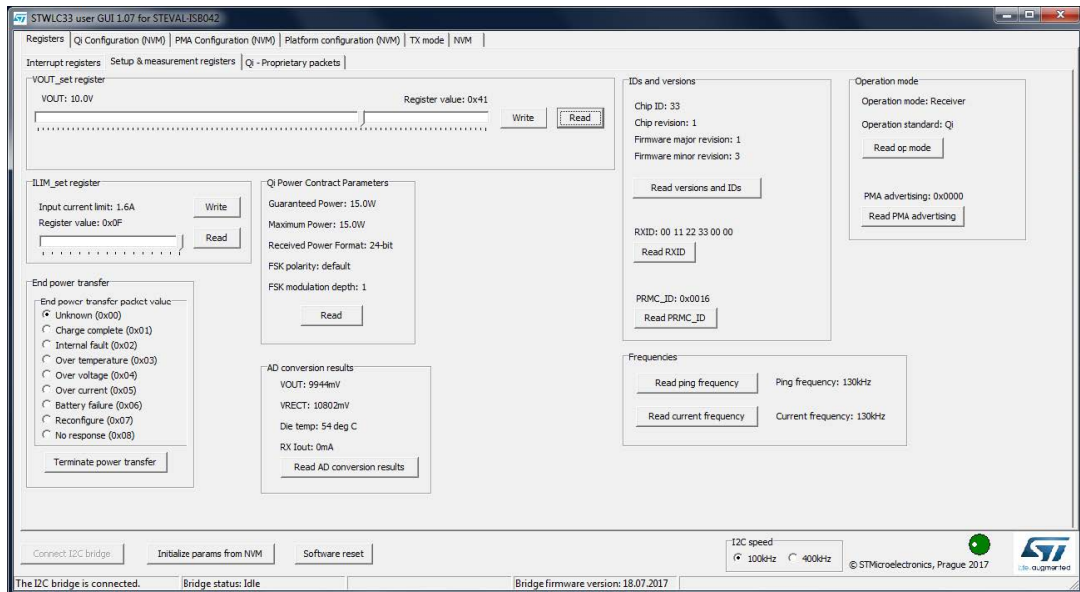 STWLC33 user GUI 1.07 for STEVAL-ISB042
Registers Qi Configuration (NVM) PMA Configuration (NVM) Platform configuration (NVM) TX mode NVM
Interrupt registers Setup & measurement registers Qi - Proprietary packets
VOUT_set register
VOUT: 10.0V Register value: 0x41
Write Read
ILIM_set register
Input current limit: 1.6A
Register value: 0x0F
Write
Read
End power transfer
End power transfer packet value
Unknown (0x00)
Charge complete (0x01)
Internal fault (0x02)
Over temperature (0x03)
Over voltage (0x04)
Over current (0x05)
Battery failure (0x06)
Reconfigure (0x07)
No response (0x08)
Terminate power transfer
Qi Power Contract Parameters
Guaranteed Power: 15.0W
Maximum Power: 15.0W
Received Power Format: 24-bit
FSK polarity: default
FSK modulation depth: 1
Read
AD conversion results
VOUT: 9944mV
VRECT: 10802mV
Die temp: 54 deg C
RX Iout: 0mA
Read AD conversion results
IDs and versions
Chip ID: 33
Chip revision: 1
Firmware major revision: 1
Firmware minor revision: 3
Read versions and IDs
RXID: 00 11 22 33 00 00
Read RXID
PRMC_ID: 0x0016
Read PRMC_ID
Operation mode
Operation mode: Receiver
Operation standard: Qi
Read op mode
PMA advertising: 0x0000
Read PMA advertising
Frequencies
Read ping frequency Ping frequency: 130kHz
Read current frequency Current frequency: 130kHz
Connect I2C bridge Initialize params from NVM Software reset
I2C speed
100kHz 400kHz
© STMicroelectronics, Prague 2017
ST
life.augmented
The I2C bridge is connected. Bridge status: Idle Bridge firmware version: 18.07.2017